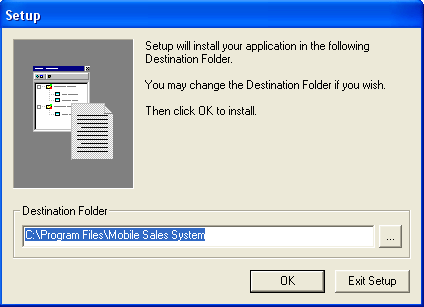 Setup
Setup will install your application in the following
Destination Folder.
You may change the Destination Folder if you wish.
Then click OK to install.
Destination Folder
C:\Program Files\Mobile Sales System
...
OK
Exit Setup